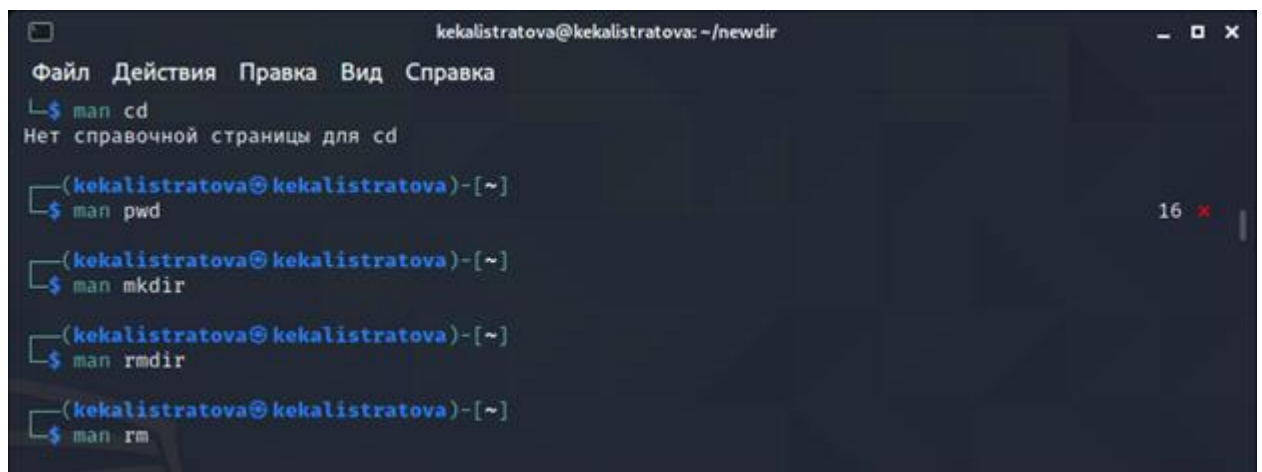 kekalistratova@kekalistratova: ~/newdir
Файл Действия Правка Вид Справка
└─$ man cd
Нет справочной страницы для cd
┌──(kekalistratova㉿kekalistratova)-[~]
└─$ man pwd 16 ⨯
┌──(kekalistratova㉿kekalistratova)-[~]
└─$ man mkdir
┌──(kekalistratova㉿kekalistratova)-[~]
└─$ man rmdir
┌──(kekalistratova㉿kekalistratova)-[~]
└─$ man rm